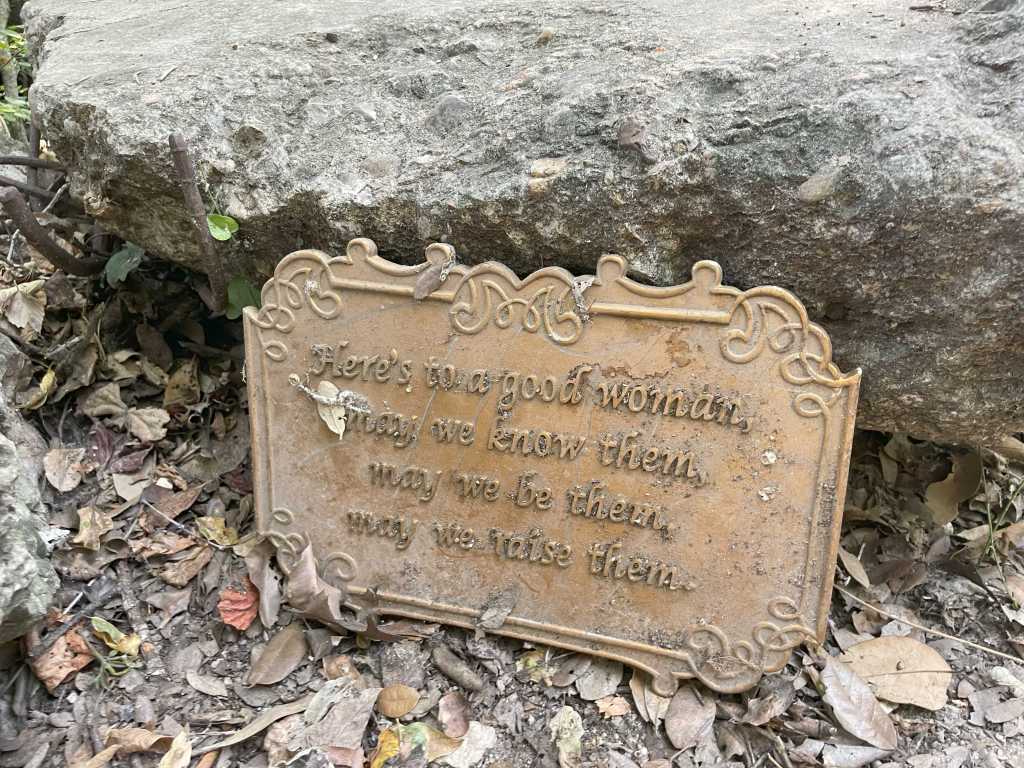 Here's to a good woman,
may we know them,
may we be them,
may we raise them.